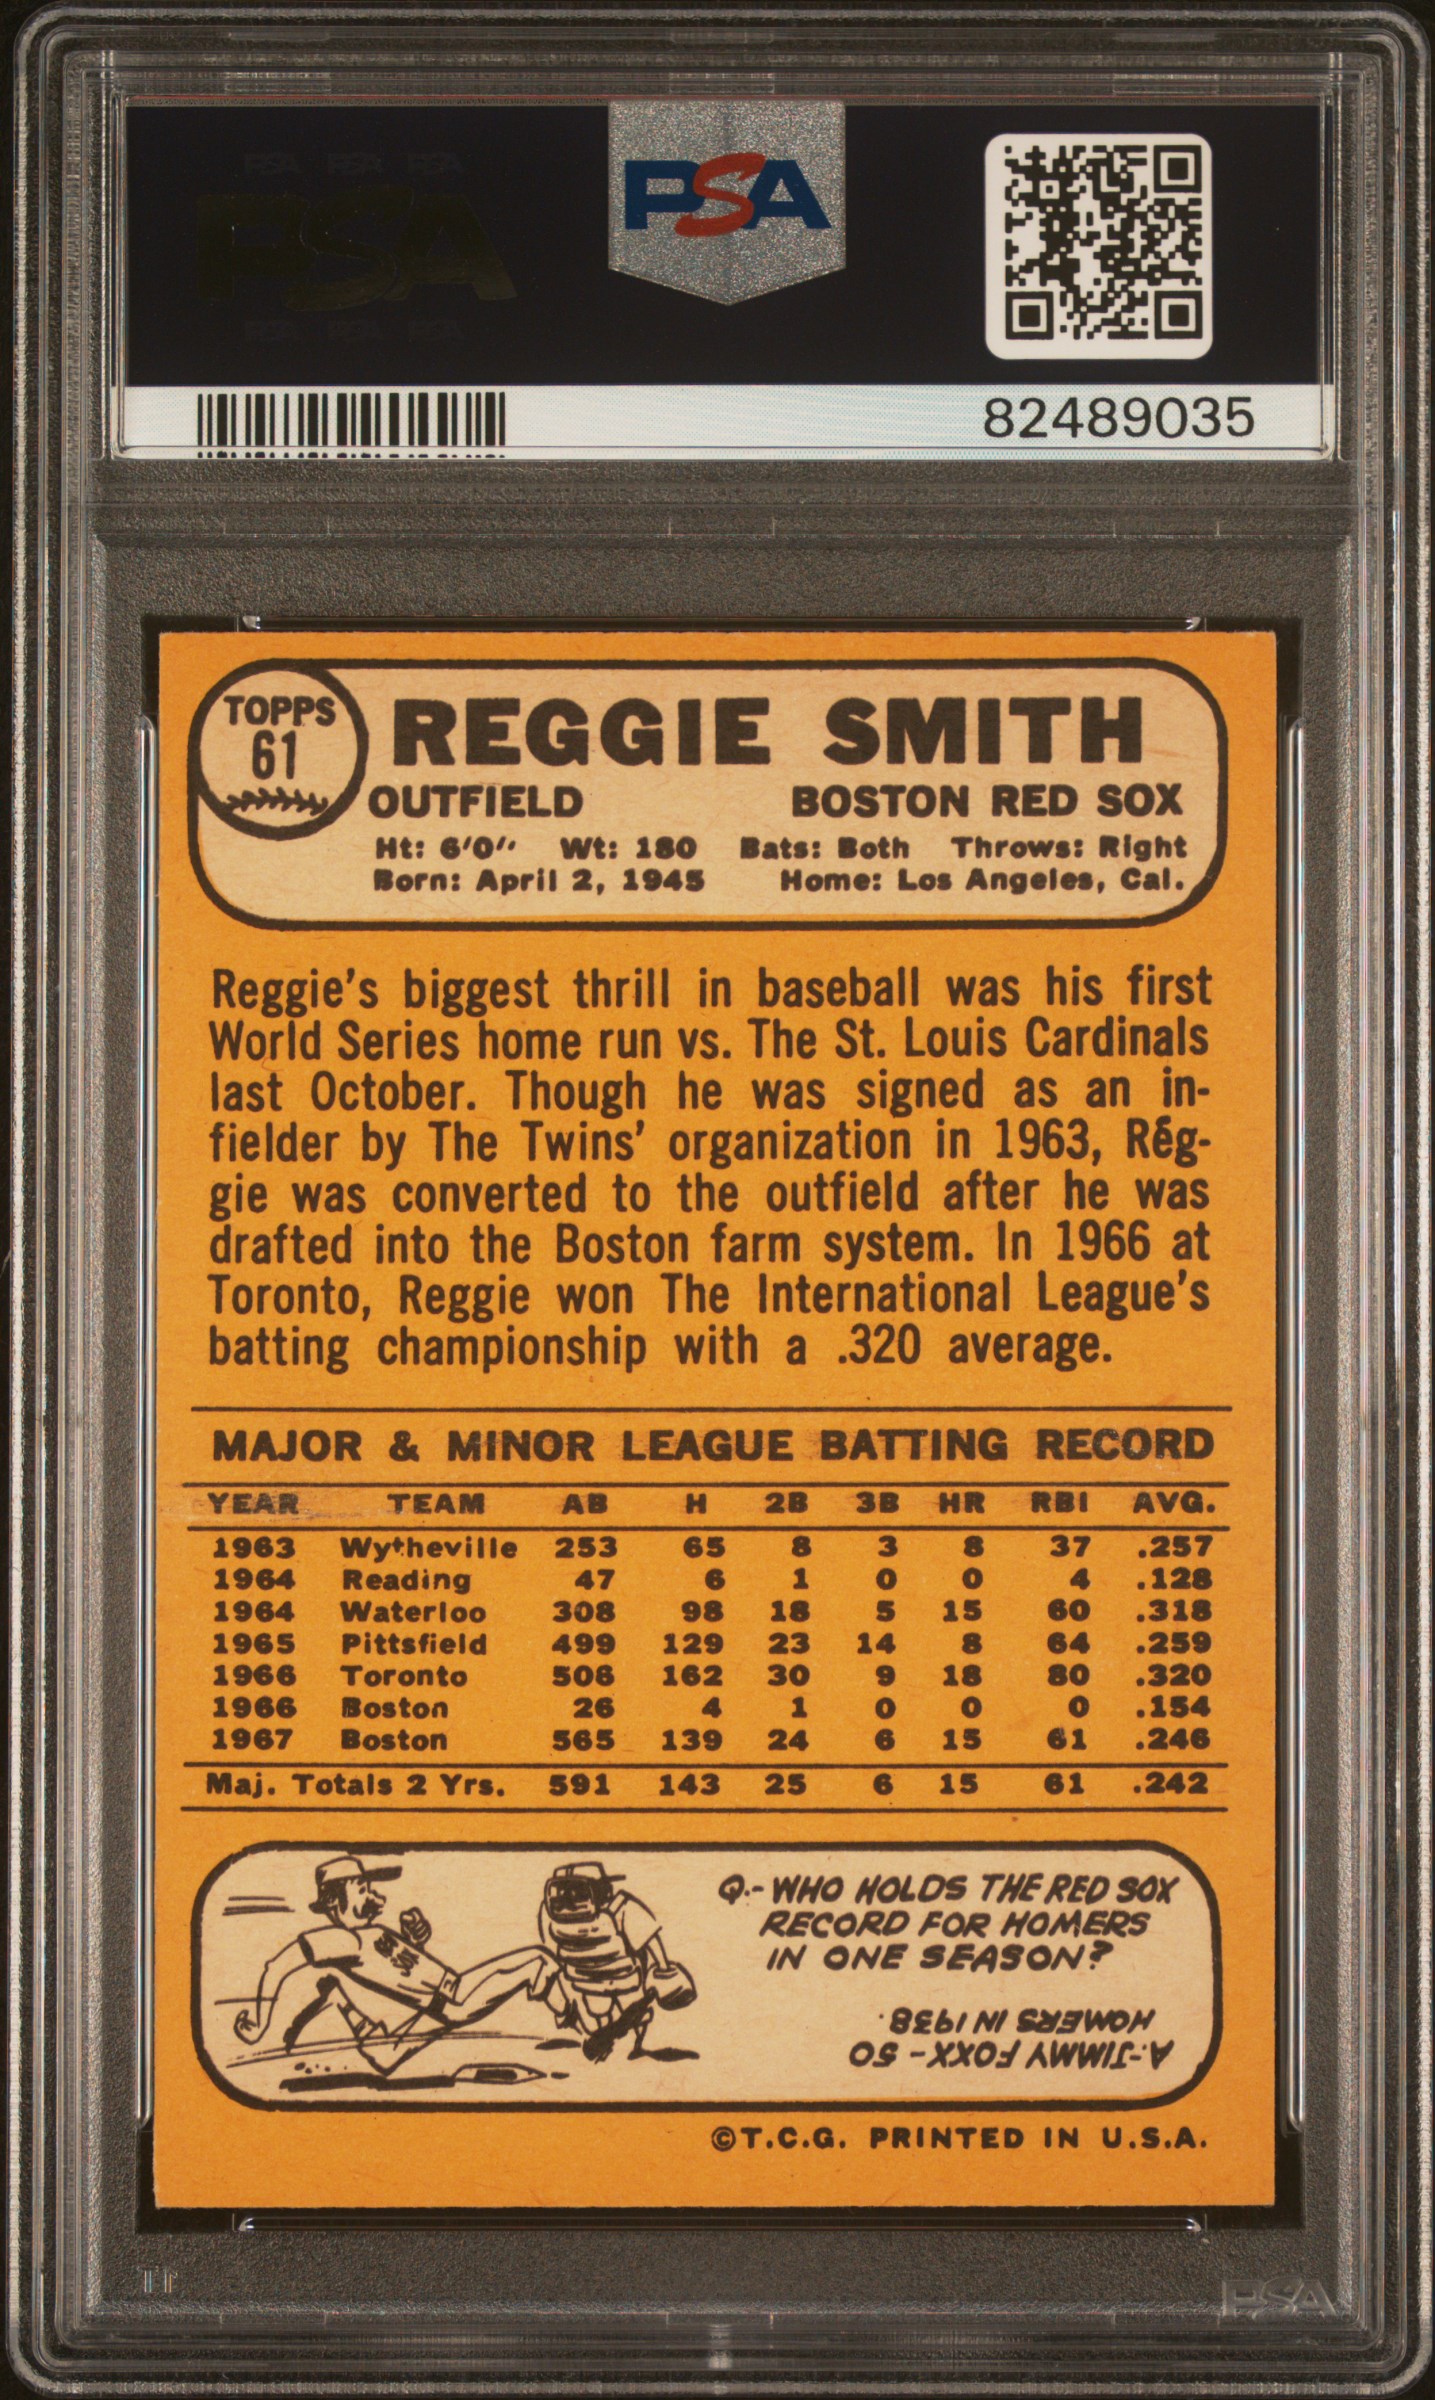 PSA PSA PSA
PSA
PSA PSA PSA
PSA
82489035
TOPPS
61
REGGIE SMITH
OUTFIELD BOSTON RED SOX
Ht: 6'0" Wt: 180 Bats: Both Throws: Right
Born: April 2, 1945 Home: Los Angeles, Cal.
Reggie's biggest thrill in baseball was his first
World Series home run vs. The St. Louis Cardinals
last October. Though he was signed as an in-
fielder by The Twins' organization in 1963, Rég-
gie was converted to the outfield after he was
drafted into the Boston farm system. In 1966 at
Toronto, Reggie won The International League's
batting championship with a .320 average.
MAJOR & MINOR LEAGUE BATTING RECORD
YEAR TEAM AB H 2B 3B HR RBI AVG.
1963 Wytheville 253 65 8 3 8 37 .257
1964 Reading 47 6 1 0 0 4 .128
1964 Waterloo 308 98 18 5 15 60 .318
1965 Pittsfield 499 129 23 14 8 64 .259
1966 Toronto 506 162 30 9 18 80 .320
1966 Boston 26 4 1 0 0 0 .154
1967 Boston 565 139 24 6 15 61 .246
Maj. Totals 2 Yrs. 591 143 25 6 15 61 .242
Q.-WHO HOLDS THE RED SOX
RECORD FOR HOMERS
IN ONE SEASON?
A.-JIMMY FOXX-50
HOMERS IN 1938.
©T.C.G. PRINTED IN U.S.A.
PSA